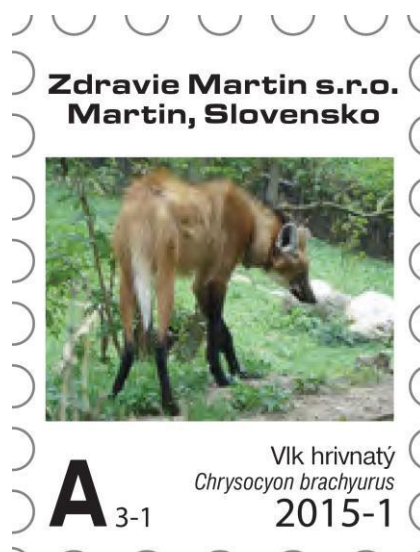 Zdravie Martin s.r.o.
Martin, Slovensko
Vlk hrivnatý
Chrysocyon brachyurus
A 3-1
2015-1